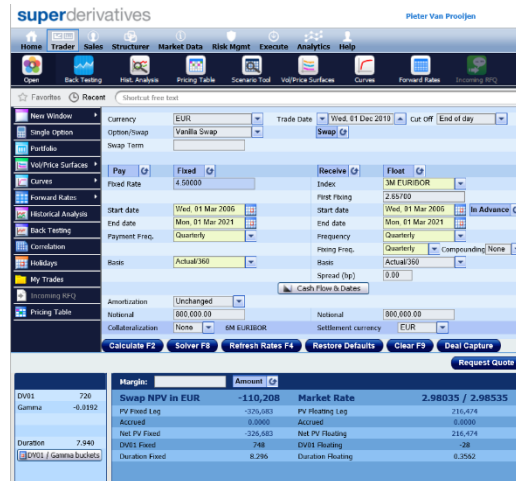 superderivatives
Pieter Van Prooijen
Home Trader Sales Structurer Market Data Risk Mgmt Execute Analytics Help
Open Back Testing Hist. Analysis Pricing Table Scenario Tool Vol/Price Surfaces Curves Forward Rates Incoming RFQ
Favorites Recent Shortcut free text
New Window
Single Option
Portfolio
Vol/Price Surfaces
Curves
Forward Rates
Historical Analysis
Back Testing
Correlation
Holidays
My Trades
Incoming RFQ
Pricing Table
Currency EUR Trade Date Wed, 01 Dec 2010 Cut Off End of day
Option/Swap Vanilla Swap Swap
Swap Term
Pay Fixed Receive Float
Fixed Rate 4.50000 Index 3M EURIBOR
First Fixing 2.65700
Start date Wed, 01 Mar 2006 Start date Wed, 01 Mar 2006 In Advance
End date Mon, 01 Mar 2021 End date Mon, 01 Mar 2021
Payment Freq. Quarterly Frequency Quarterly
Fixing Freq. Quarterly Compounding None
Basis Actual/360 Basis Actual/360
Spread (bp) 0.00
Cash Flow & Dates
Amortization Unchanged
Notional 800,000.00 Notional 800,000.00
Collateralization None 6M EURIBOR Settlement currency EUR
Calculate F2 Solver F8 Refresh Rates F4 Restore Defaults Clear F9 Deal Capture
Request Quote
Margin: Amount
DV01 720
Gamma -0.0192
Duration 7.940
DV01 / Gamma buckets
Swap NPV in EUR -110,208 Market Rate 2.98035 / 2.98535
PV Fixed Leg -326,683 PV Floating Leg 216,474
Accrued 0.0000 Accrued 0.0000
Net PV Fixed -326,683 Net PV Floating 216,474
DV01 Fixed 748 DV01 Floating -28
Duration Fixed 8.296 Duration Floating 0.3562